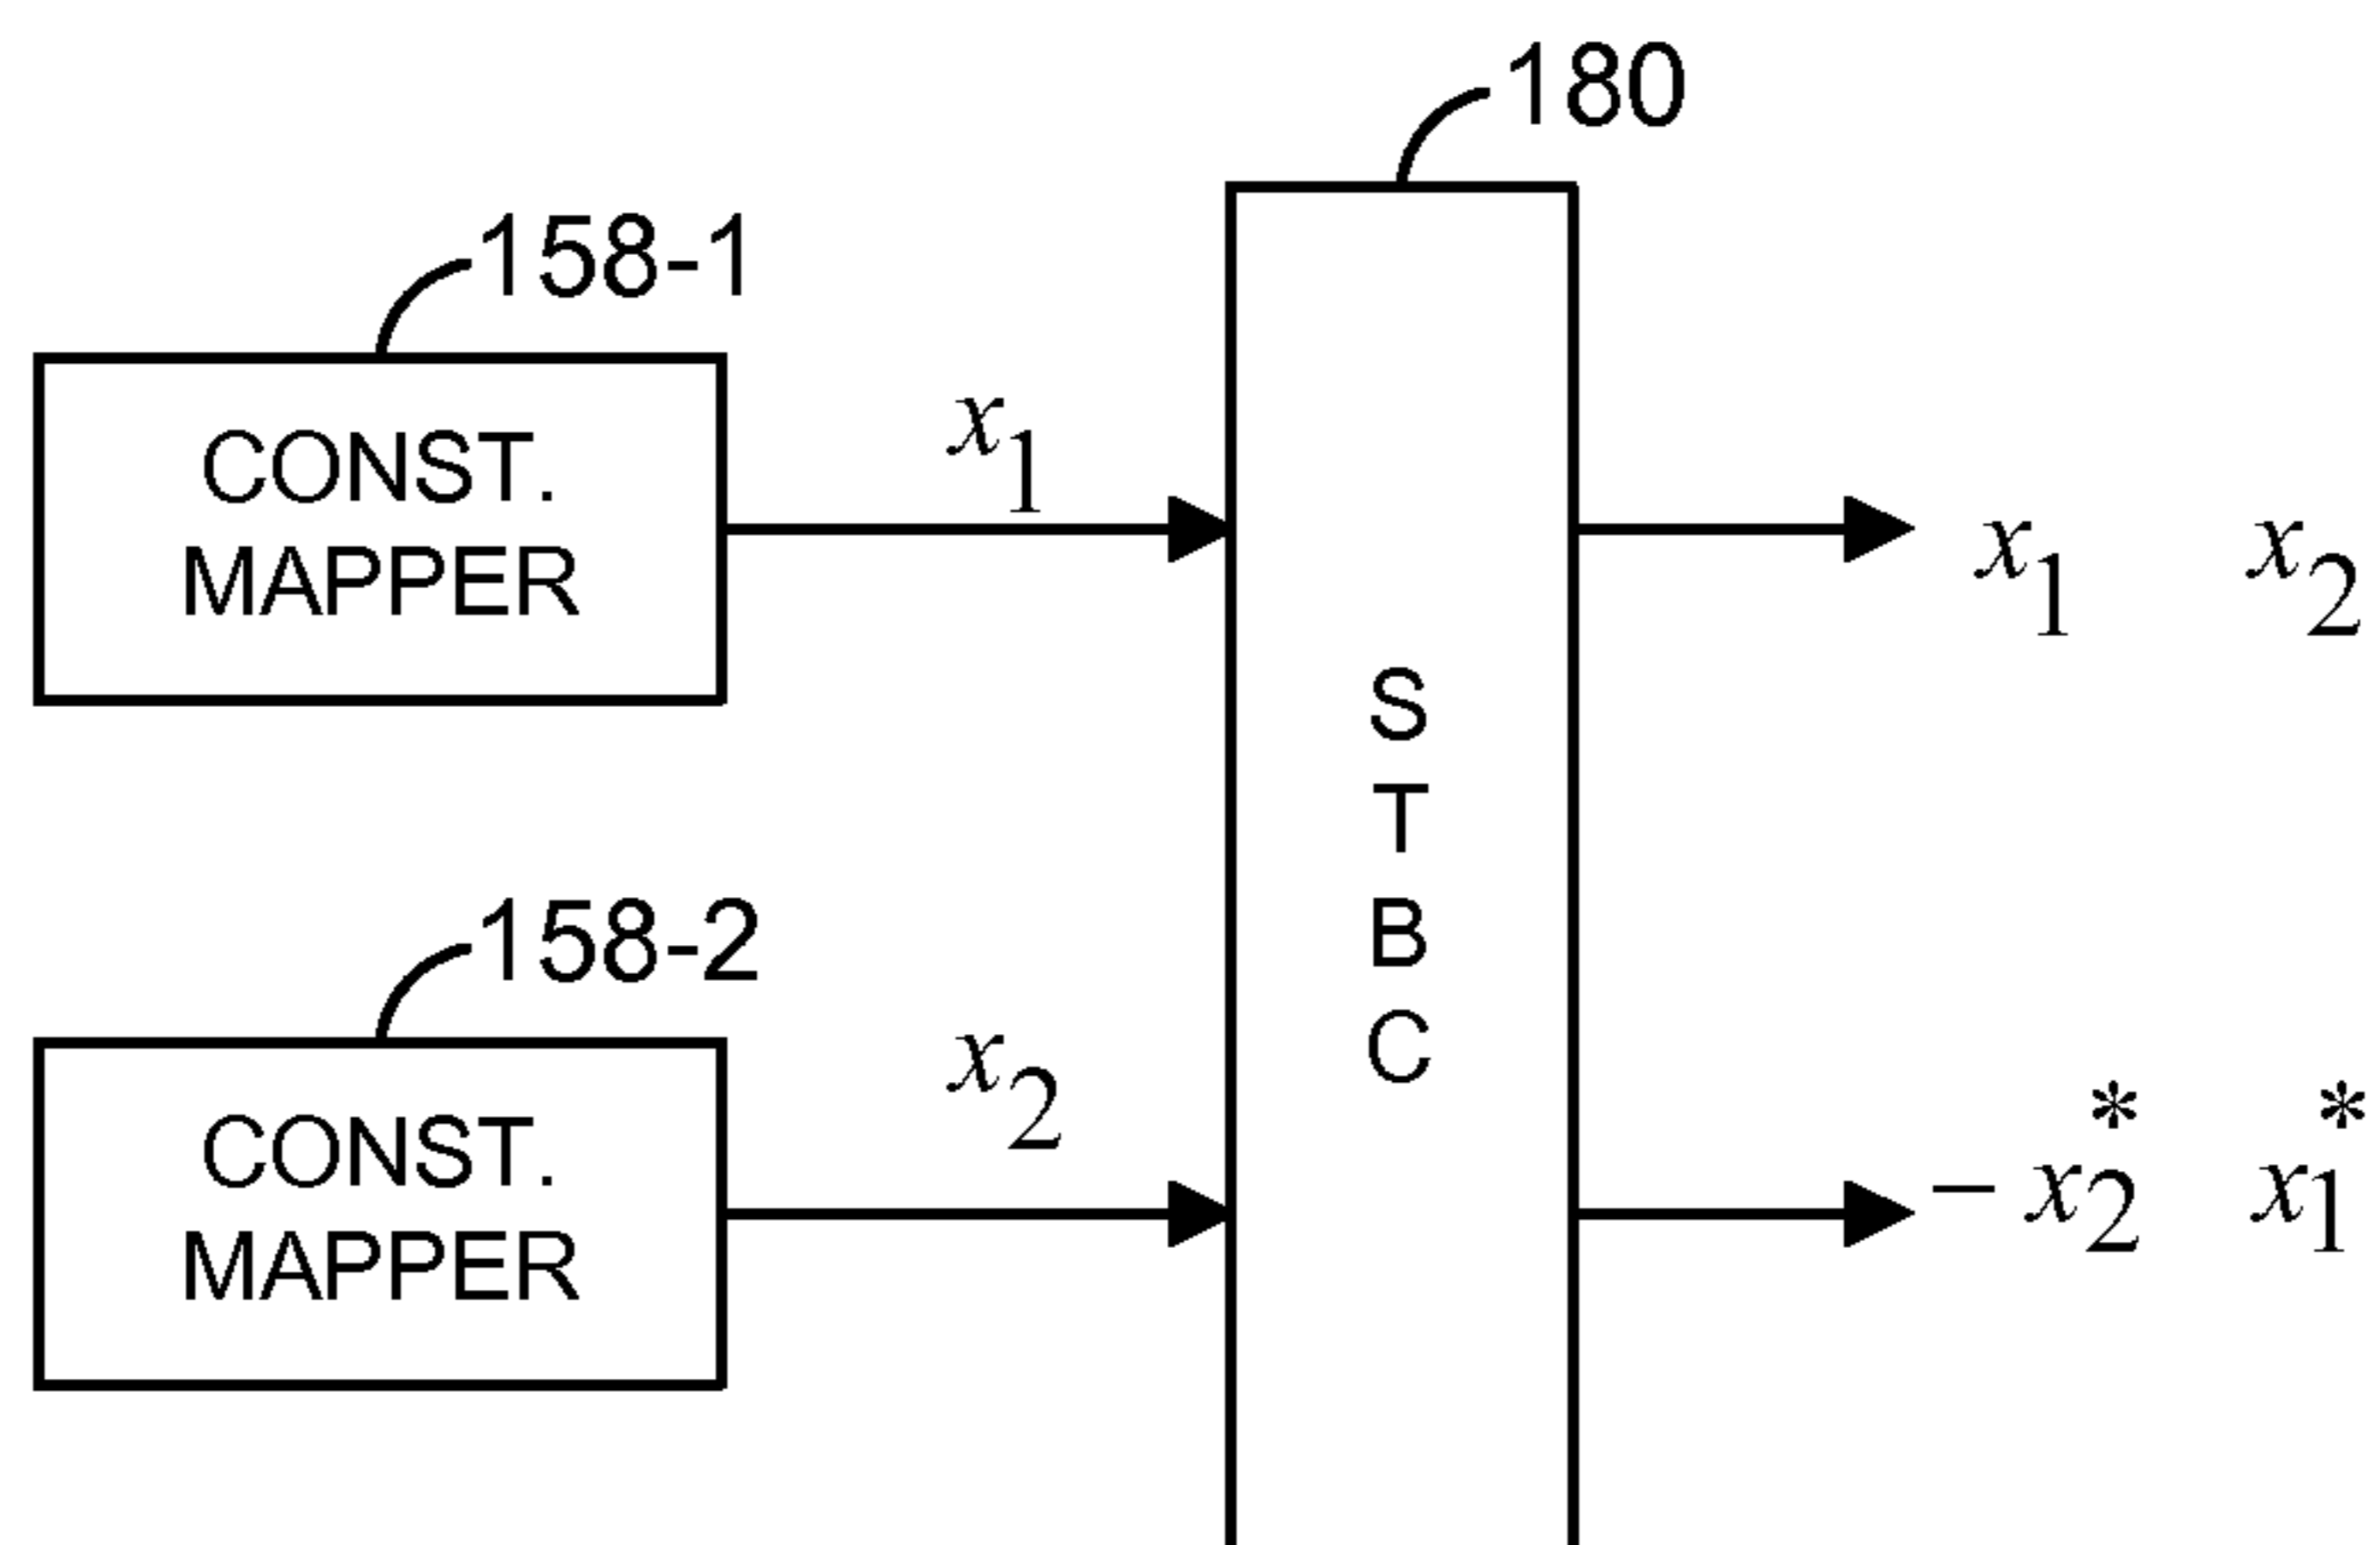 180
158-1
CONST.
MAPPER
x₁
x₁ x₂
S
T
B
C
158-2
CONST.
MAPPER
x₂
− x₂* x₁*